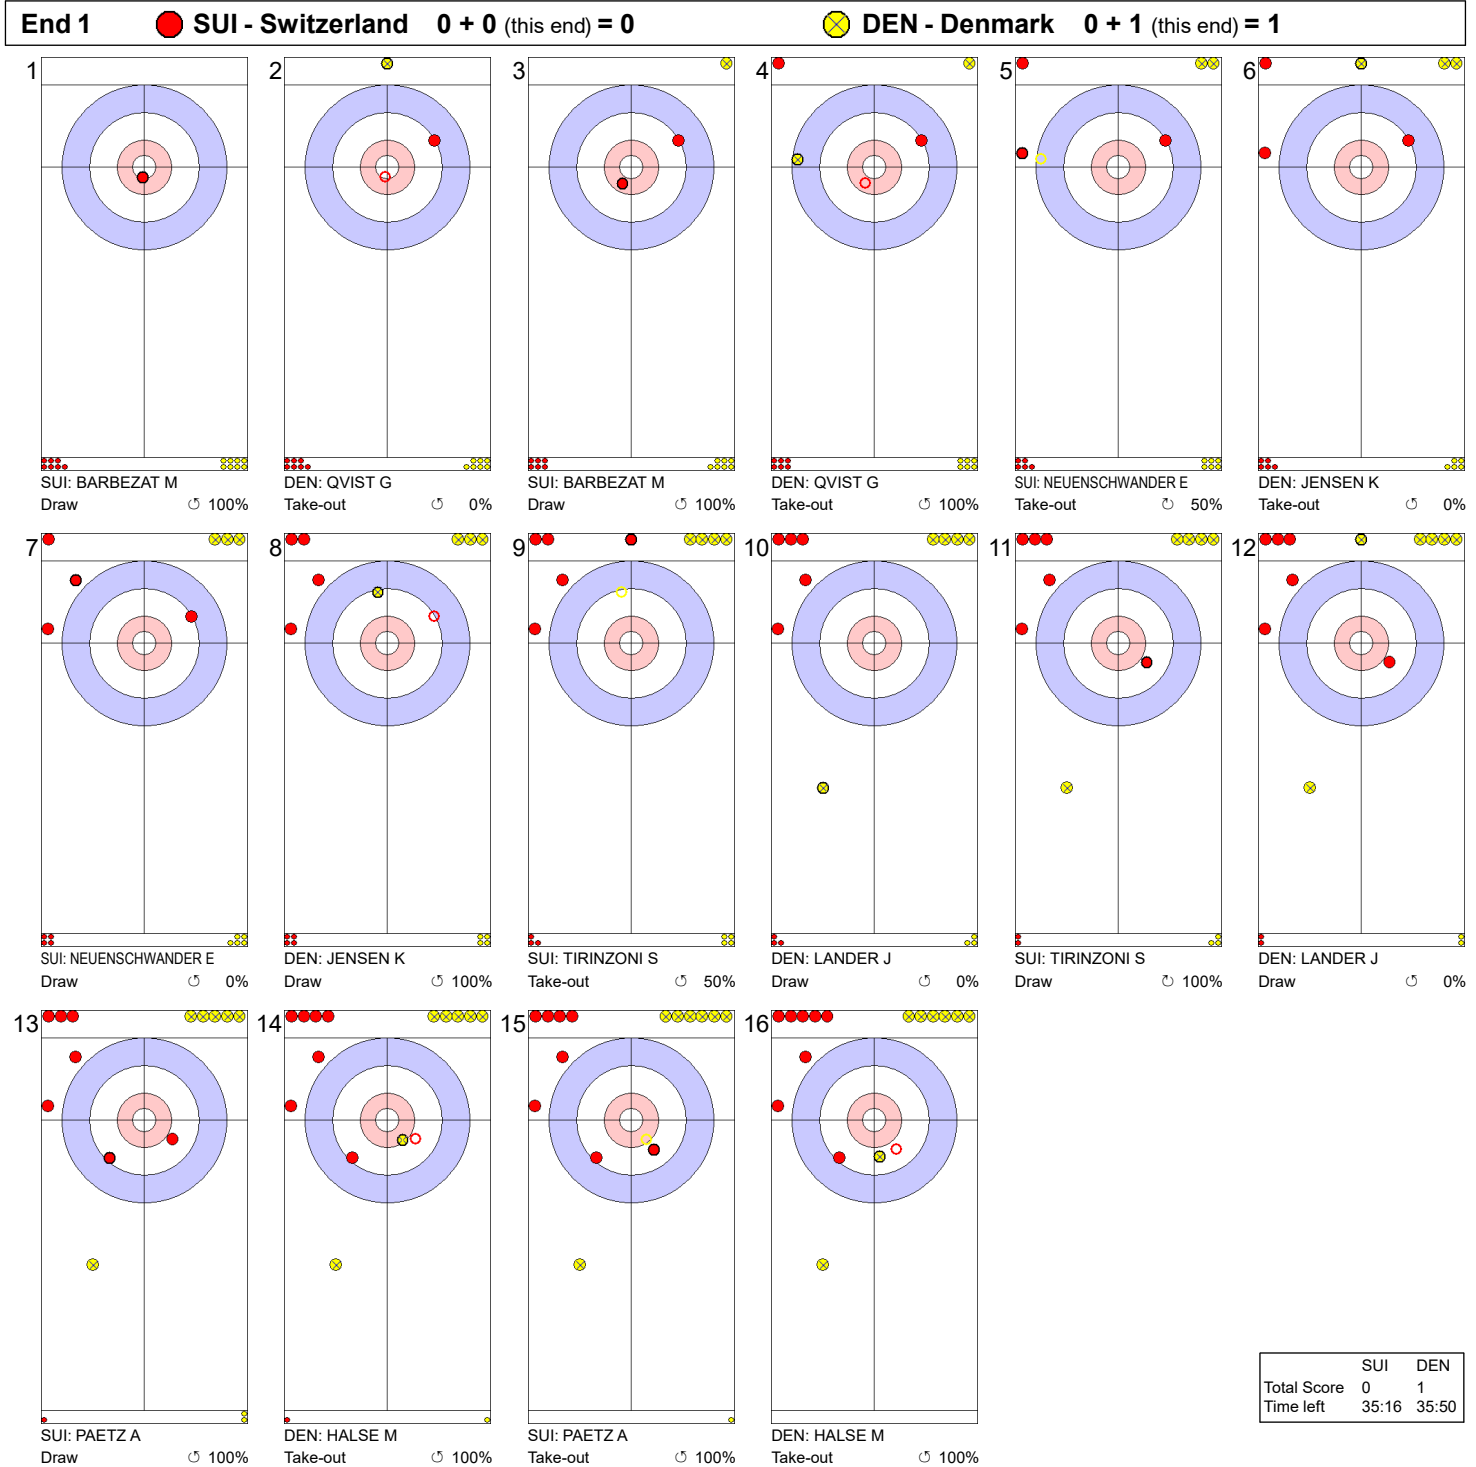 End 1 SUI - Switzerland 0 + 0 (this end) = 0 DEN - Denmark 0 + 1 (this end) = 1
1 2 3 4 5 6
SUI: BARBEZAT M DEN: QVIST G SUI: BARBEZAT M DEN: QVIST G SUI: NEUENSCHWANDER E DEN: JENSEN K
Draw ↺ 100% Take-out ↺ 0% Draw ↺ 100% Take-out ↺ 100% Take-out ↺ 50% Take-out ↺ 0%
7 8 9 10 11 12
SUI: NEUENSCHWANDER E DEN: JENSEN K SUI: TIRINZONI S DEN: LANDER J SUI: TIRINZONI S DEN: LANDER J
Draw ↺ 0% Draw ↺ 100% Take-out ↺ 50% Draw ↺ 0% Draw ↺ 100% Draw ↺ 0%
13 14 15 16
SUI DEN
Total Score 0 1
Time left 35:16 35:50
SUI: PAETZ A DEN: HALSE M SUI: PAETZ A DEN: HALSE M
Draw ↺ 100% Take-out ↺ 100% Take-out ↺ 100% Take-out ↺ 100%